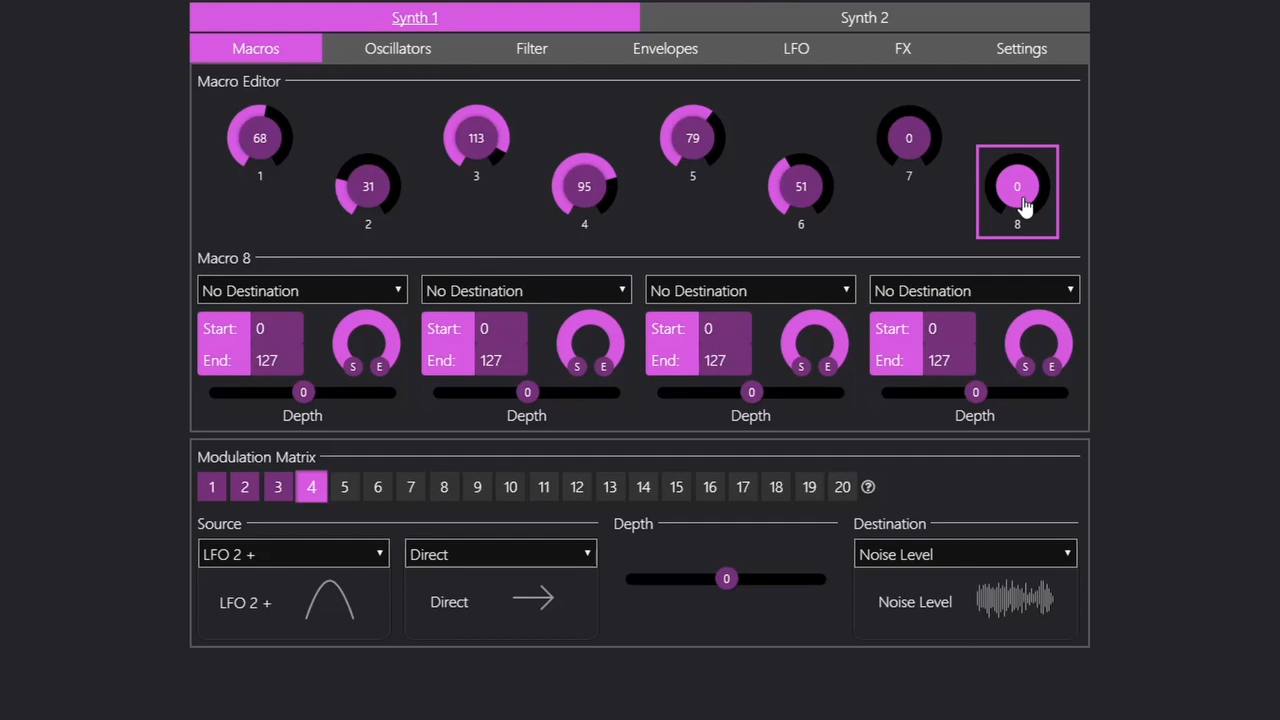 Synth 1 Synth 2
Macros Oscillators Filter Envelopes LFO FX Settings
Macro Editor
68 113 79 0
1 3 5 7
31 95 51 0
2 4 6 8
Macro 8
No Destination No Destination No Destination No Destination
Start: 0 Start: 0 Start: 0 Start: 0
End: 127 S E End: 127 S E End: 127 S E End: 127 S E
0 0 0 0
Depth Depth Depth Depth
Modulation Matrix
1 2 3 4 5 6 7 8 9 10 11 12 13 14 15 16 17 18 19 20 ?
Source Depth Destination
LFO 2 + Direct Noise Level
0
LFO 2 + Direct Noise Level